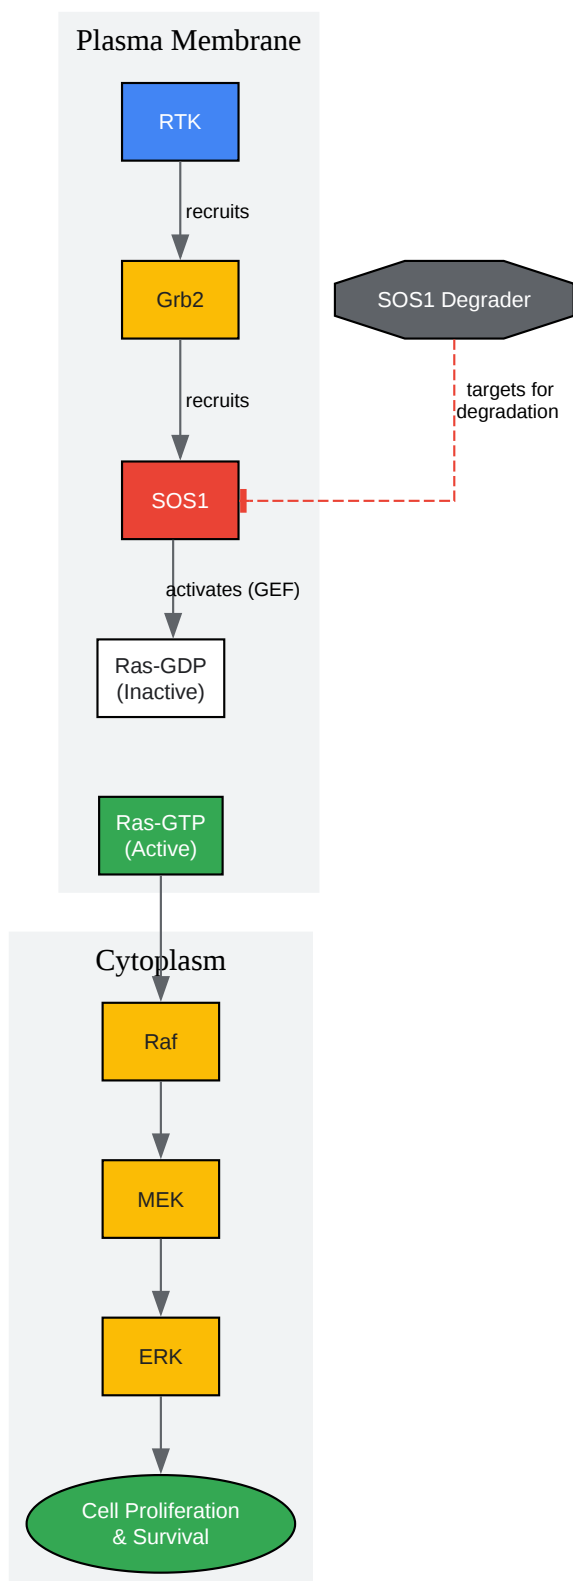 Plasma Membrane
RTK
recruits
Grb2
SOS1 Degrader
recruits
targets for
degradation
SOS1
activates (GEF)
Ras-GDP
(Inactive)
Ras-GTP
(Active)
Cytoplasm
Raf
MEK
ERK
Cell Proliferation
& Survival